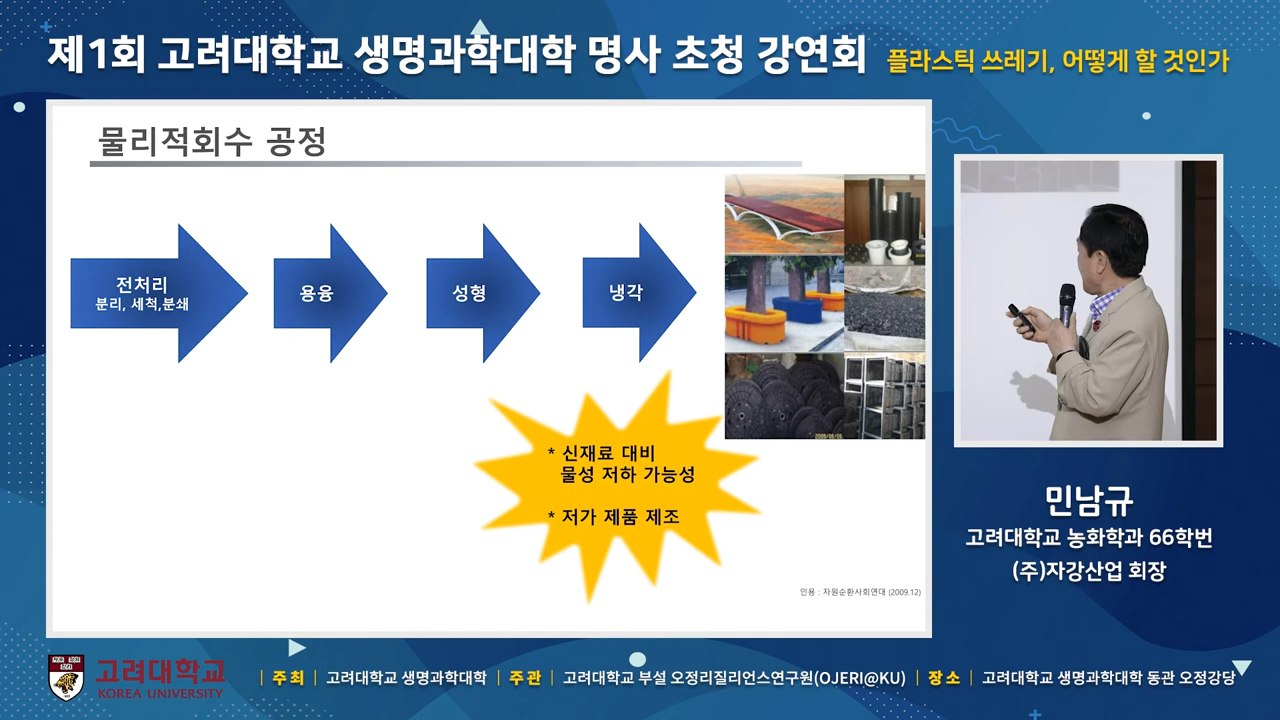 제1회 고려대학교 생명과학대학 명사 초청 강연회 플라스틱 쓰레기, 어떻게 할 것인가
물리적회수 공정
전처리
분리, 세척,분쇄
용융
성형
냉각
* 신재료 대비
물성 저하 가능성
* 저가 제품 제조
인용 : 자원순환사회연대 (2009.12)
민남규
고려대학교 농화학과 66학번
(주)자강산업 회장
고려대학교
KOREA UNIVERSITY
| 주최 | 고려대학교 생명과학대학 | 주관 | 고려대학교 부설 오정리질리언스연구원(OJERI@KU) | 장소 | 고려대학교 생명과학대학 동관 오정강당